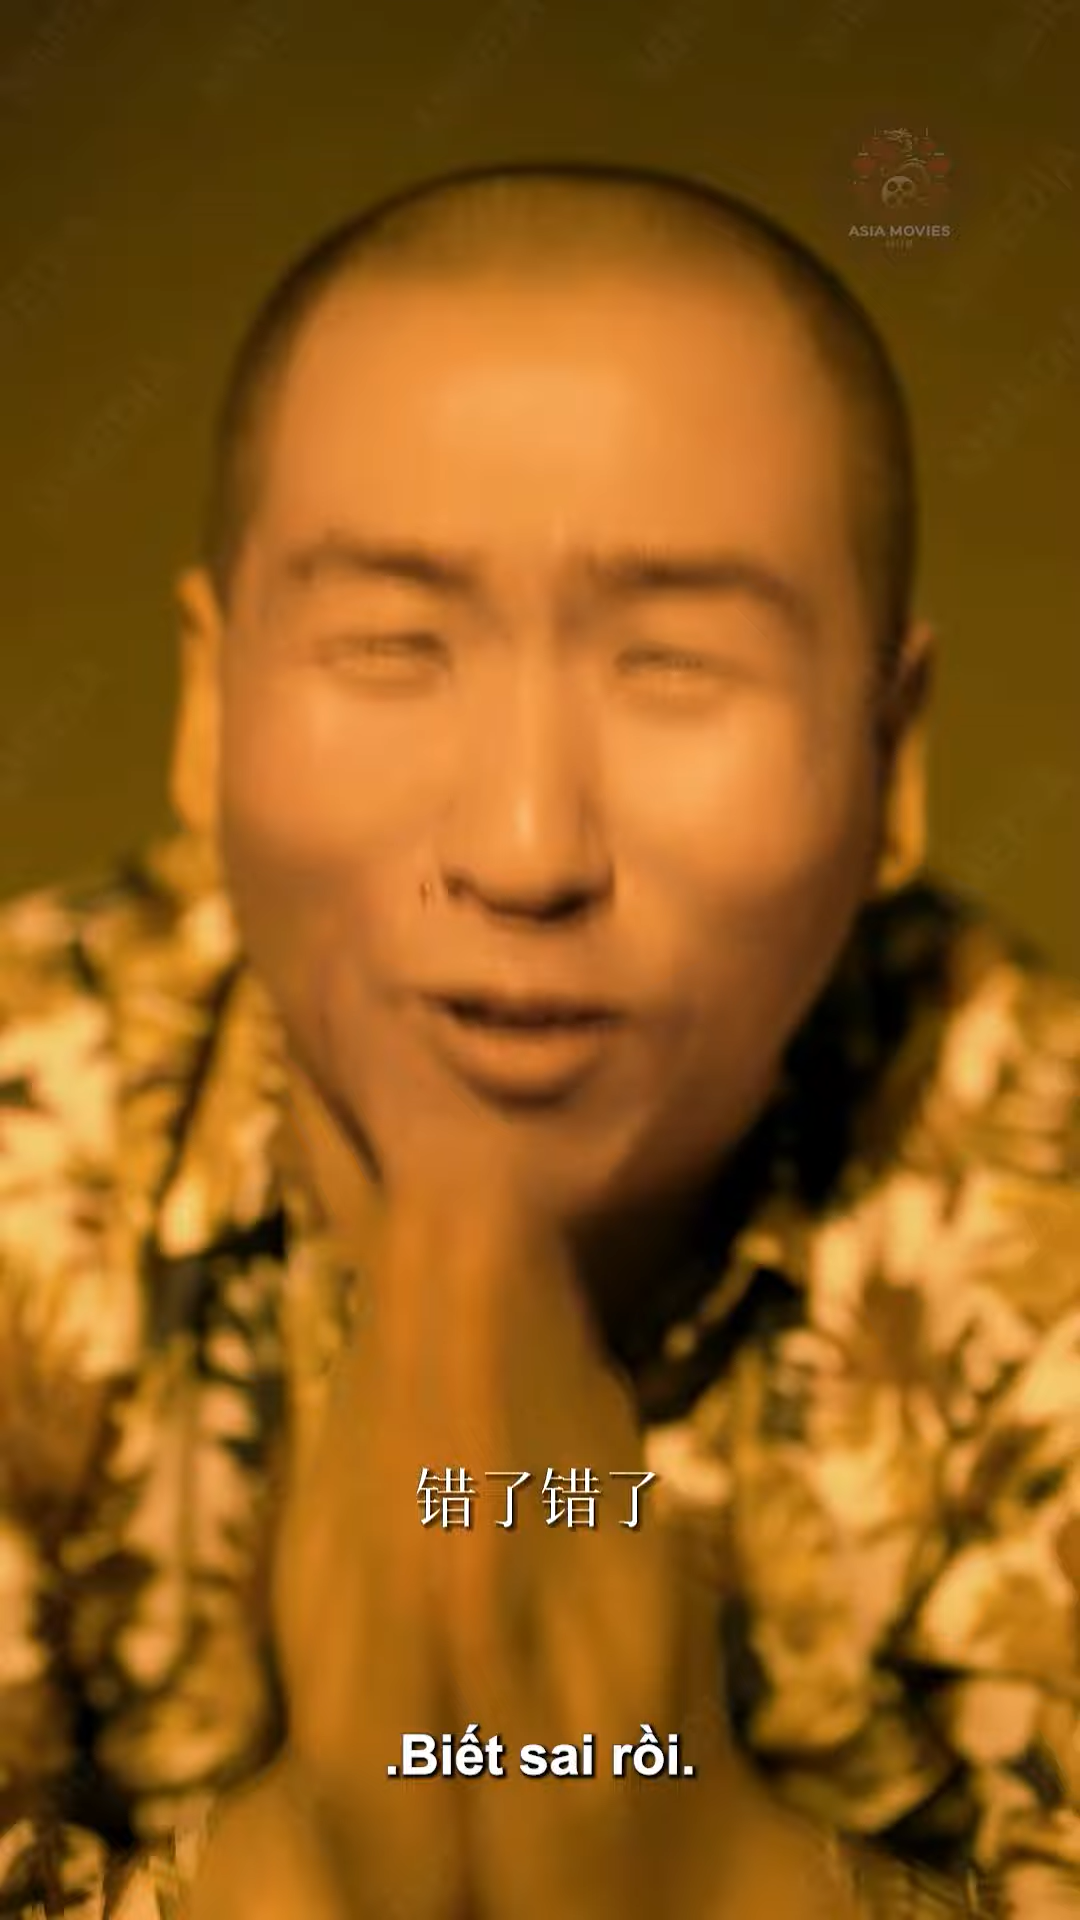 ASIA MOVIES
错了错了
.Biết sai rồi.